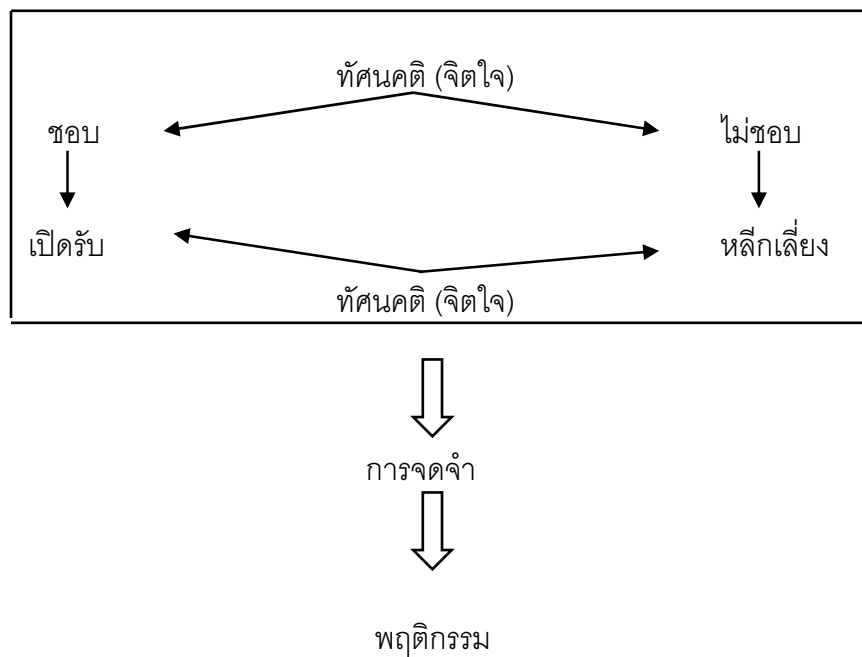 ทัศนคติ (จิตใจ)
ชอบ ไม่ชอบ
เปิดรับ หลีกเลี่ยง
ทัศนคติ (จิตใจ)
การจดจำ
พฤติกรรม